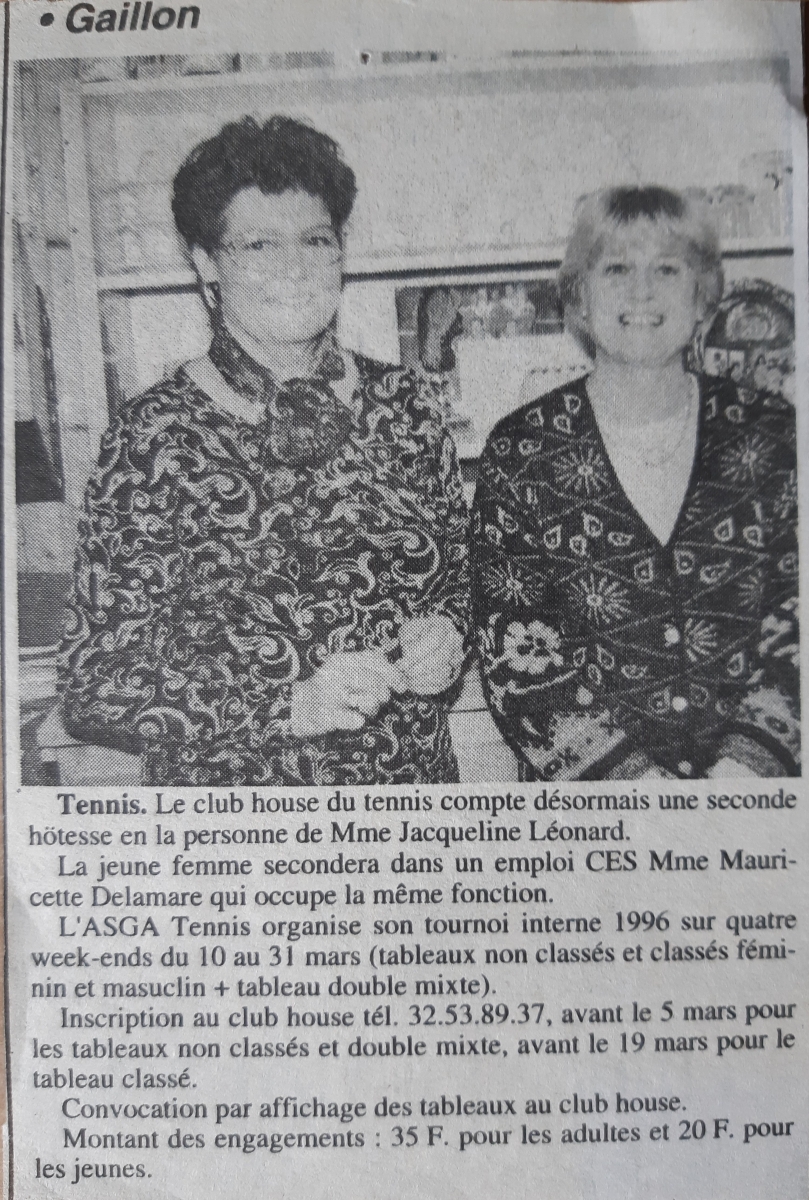 • Gaillon
Tennis. Le club house du tennis compte désormais une seconde
hôtesse en la personne de Mme Jacqueline Léonard.
La jeune femme secondera dans un emploi CES Mme Mauri-
cette Delamare qui occupe la même fonction.
L'ASGA Tennis organise son tournoi interne 1996 sur quatre
week-ends du 10 au 31 mars (tableaux non classés et classés fémi-
nin et masuclin + tableau double mixte).
Inscription au club house tél. 32.53.89.37, avant le 5 mars pour
les tableaux non classés et double mixte, avant le 19 mars pour le
tableau classé.
Convocation par affichage des tableaux au club house.
Montant des engagements : 35 F. pour les adultes et 20 F. pour
les jeunes.